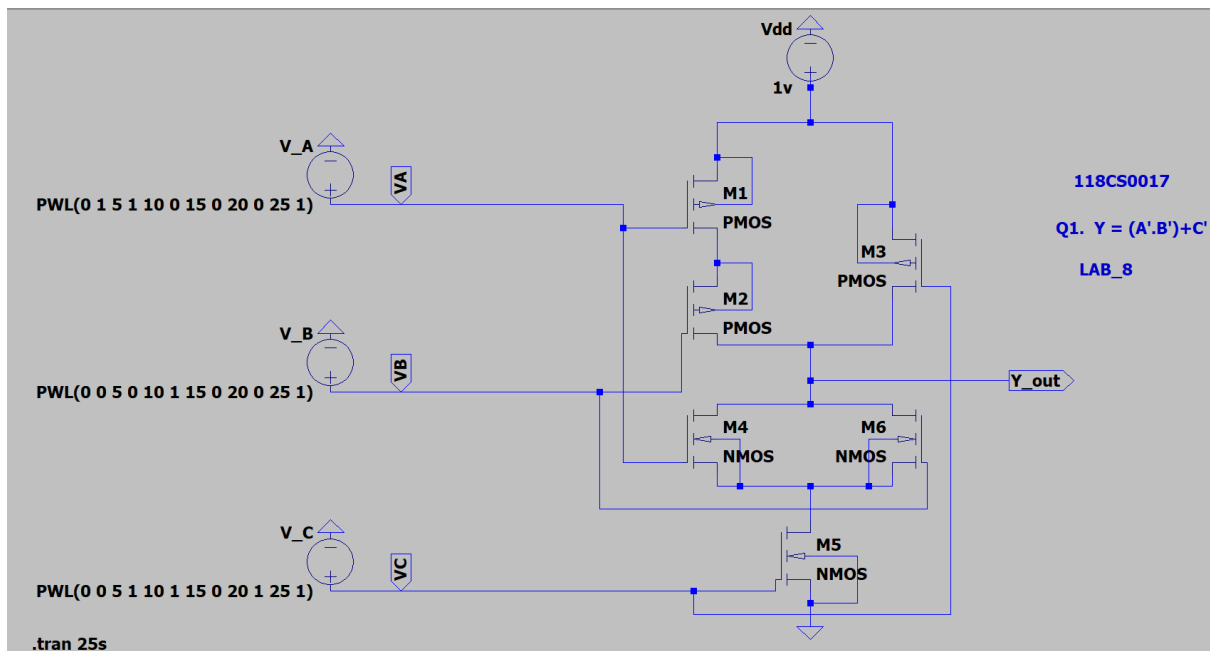 Vdd
1v
V_A
VA
PWL(0 1 5 1 10 0 15 0 20 0 25 1)
M1
PMOS
M2
PMOS
M3
PMOS
118CS0017
Q1. Y = (A'.B')+C'
LAB_8
V_B
VB
PWL(0 0 5 0 10 1 15 0 20 0 25 1)
Y_out
M4
NMOS
M6
NMOS
V_C
VC
PWL(0 0 5 1 10 1 15 0 20 1 25 1)
M5
NMOS
.tran 25s